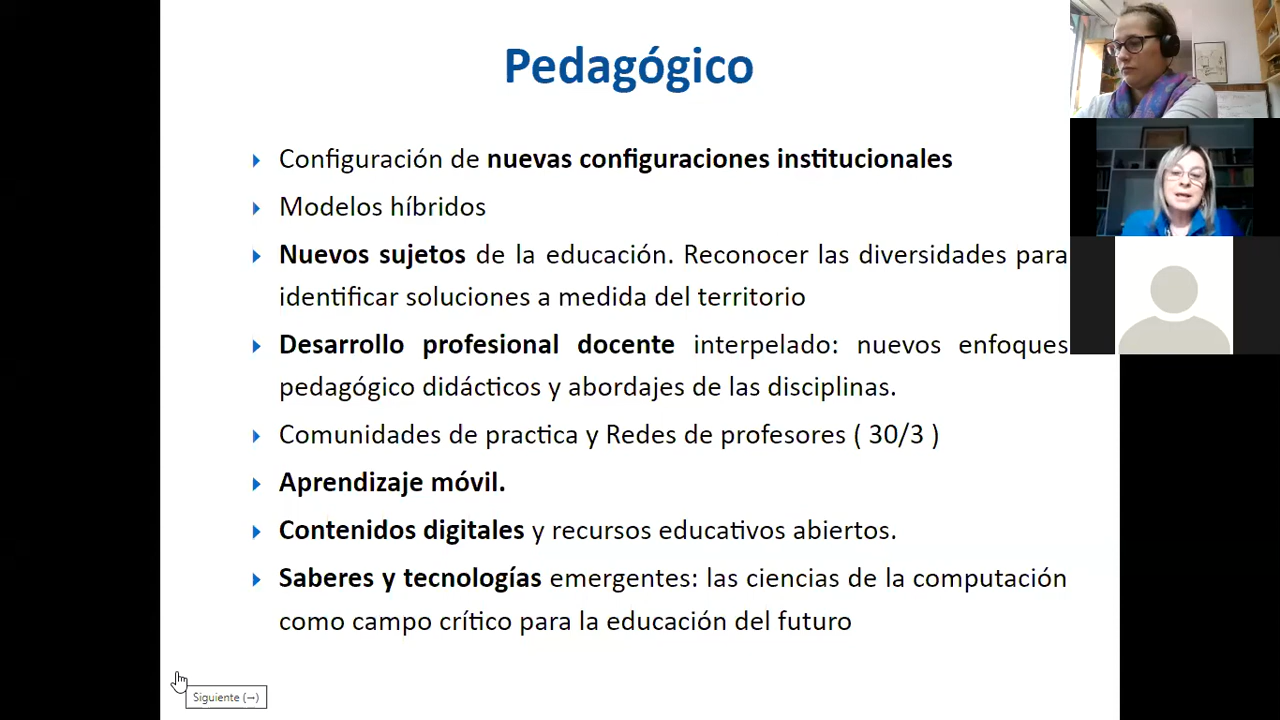 Pedagógico
Configuración de nuevas configuraciones institucionales
Modelos híbridos
Nuevos sujetos de la educación. Reconocer las diversidades para
identificar soluciones a medida del territorio
Desarrollo profesional docente interpelado: nuevos enfoques
pedagógico didácticos y abordajes de las disciplinas.
Comunidades de practica y Redes de profesores ( 30/3 )
Aprendizaje móvil.
Contenidos digitales y recursos educativos abiertos.
Saberes y tecnologías emergentes: las ciencias de la computación
como campo crítico para la educación del futuro
Siguiente (→)